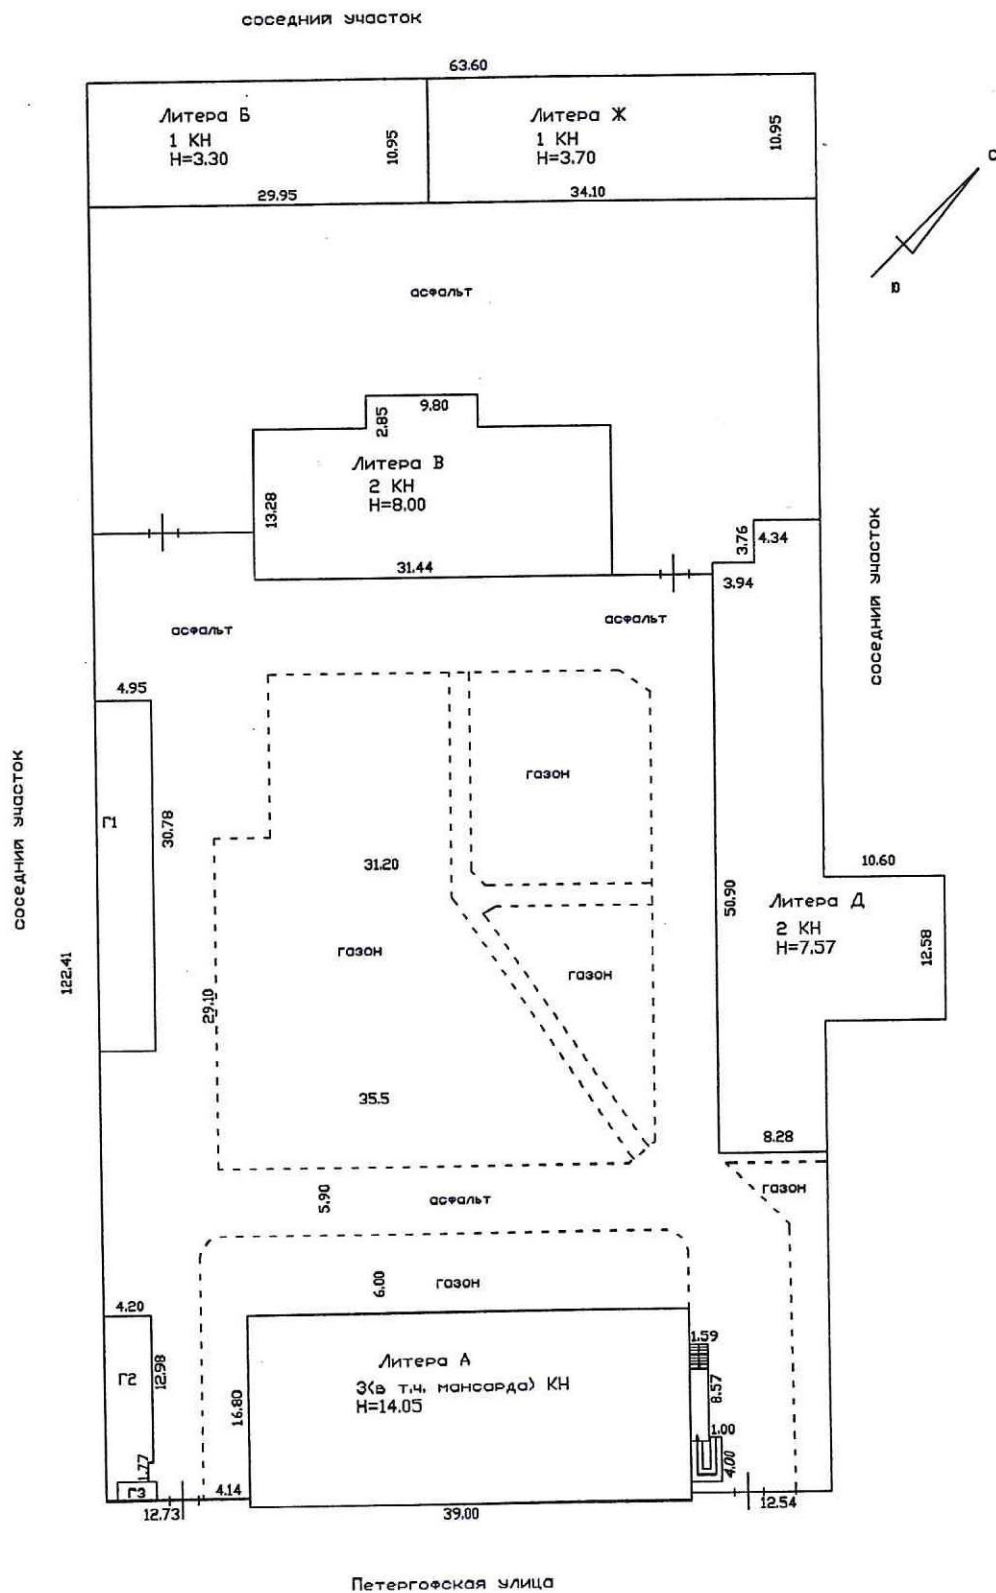 соседний участок
63.60
Литера Б
1 КН
Н=3.30
10.95
Литера Ж
1 КН
Н=3.70
10.95
29.95
34.10
с
ю
асфальт
9.80
2.85
Литера В
2 КН
Н=8.00
13.28
31.44
3.76
4.34
3.94
соседний участок
асфальт
асфальт
4.95
Г1
30.78
соседний участок
122.41
газон
31.20
газон
29.10
газон
35.5
50.90
10.60
Литера Д
2 КН
Н=7.57
12.58
8.28
газон
5.90
асфальт
6.00
газон
4.20
Г2
12.98
1.77
Г3
12.73
4.14
16.80
Литера А
3(в т.ч. мансарда) КН
Н=14.05
39.00
1.59
8.57
1.00
4.00
12.54
Петергофская улица